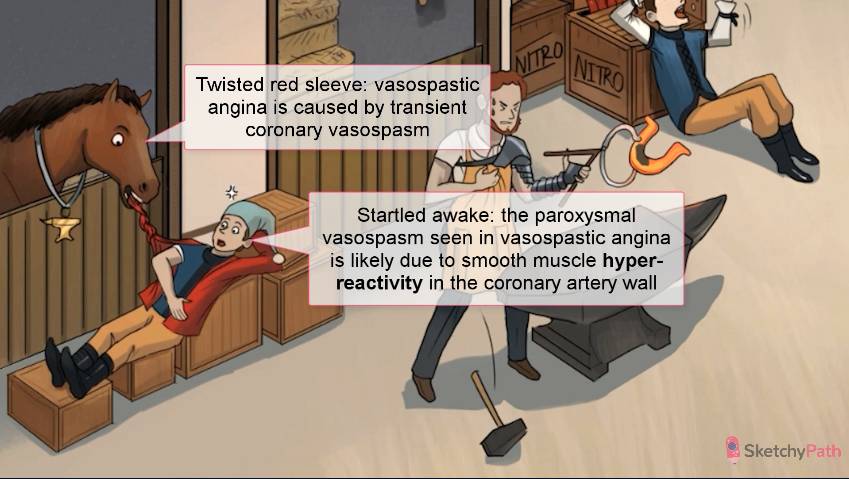 NITRO
NITRO
Twisted red sleeve: vasospastic
angina is caused by transient
coronary vasospasm
Startled awake: the paroxysmal
vasospasm seen in vasospastic angina
is likely due to smooth muscle hyper-
reactivity in the coronary artery wall
SketchyPath